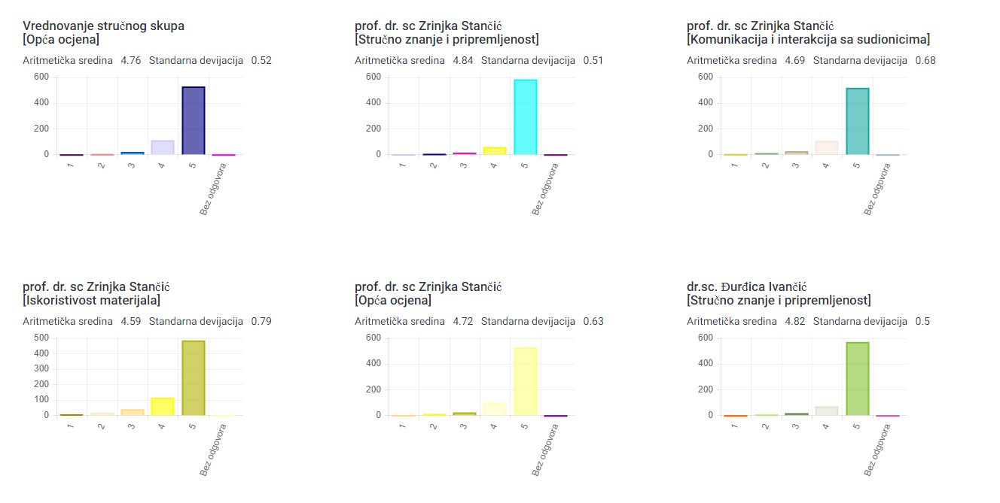 Vrednovanje stručnog skupa
[Opća ocjena]
Aritmetička sredina 4.76 Standarna devijacija 0.52
600
400
200
0
1 2 3 4 5 Bez odgovora
prof. dr. sc Zrinjka Stančić
[Stručno znanje i pripremljenost]
Aritmetička sredina 4.84 Standarna devijacija 0.51
600
400
200
0
1 2 3 4 5 Bez odgovora
prof. dr. sc Zrinjka Stančić
[Komunikacija i interakcija sa sudionicima]
Aritmetička sredina 4.69 Standarna devijacija 0.68
600
400
200
0
1 2 3 4 5 Bez odgovora
prof. dr. sc Zrinjka Stančić
[Iskoristivost materijala]
Aritmetička sredina 4.59 Standarna devijacija 0.79
500
400
300
200
100
0
1 2 3 4 5 Bez odgovora
prof. dr. sc Zrinjka Stančić
[Opća ocjena]
Aritmetička sredina 4.72 Standarna devijacija 0.63
600
400
200
0
1 2 3 4 5 Bez odgovora
dr.sc. Đurđica Ivančić
[Stručno znanje i pripremljenost]
Aritmetička sredina 4.82 Standarna devijacija 0.5
600
400
200
0
1 2 3 4 5 Bez odgovora